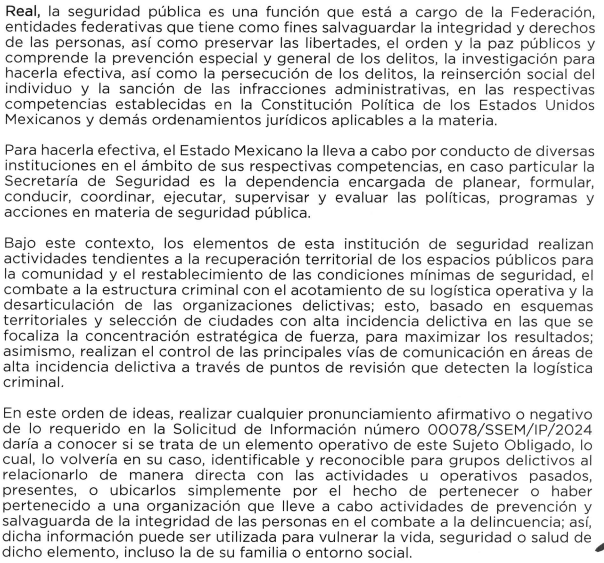 Real, la seguridad pública es una función que está a cargo de la Federación,
entidades federativas que tiene como fines salvaguardar la integridad y derechos
de las personas, así como preservar las libertades, el orden y la paz públicos y
comprende la prevención especial y general de los delitos, la investigación para
hacerla efectiva, así como la persecución de los delitos, la reinserción social del
individuo y la sanción de las infracciones administrativas, en las respectivas
competencias establecidas en la Constitución Política de los Estados Unidos
Mexicanos y demás ordenamientos jurídicos aplicables a la materia.
Para hacerla efectiva, el Estado Mexicano la lleva a cabo por conducto de diversas
instituciones en el ámbito de sus respectivas competencias, en caso particular la
Secretaría de Seguridad es la dependencia encargada de planear, formular,
conducir, coordinar, ejecutar, supervisar y evaluar las políticas, programas y
acciones en materia de seguridad pública.
Bajo este contexto, los elementos de esta institución de seguridad realizan
actividades tendientes a la recuperación territorial de los espacios públicos para
la comunidad y el restablecimiento de las condiciones mínimas de seguridad, el
combate a la estructura criminal con el acotamiento de su logística operativa y la
desarticulación de las organizaciones delictivas; esto, basado en esquemas
territoriales y selección de ciudades con alta incidencia delictiva en las que se
focaliza la concentración estratégica de fuerza, para maximizar los resultados;
asimismo, realizan el control de las principales vías de comunicación en áreas de
alta incidencia delictiva a través de puntos de revisión que detecten la logística
criminal.
En este orden de ideas, realizar cualquier pronunciamiento afirmativo o negativo
de lo requerido en la Solicitud de Información número 00078/SSEM/IP/2024
daría a conocer si se trata de un elemento operativo de este Sujeto Obligado, lo
cual, lo volvería en su caso, identificable y reconocible para grupos delictivos al
relacionarlo de manera directa con las actividades u operativos pasados,
presentes, o ubicarlos simplemente por el hecho de pertenecer o haber
pertenecido a una organización que lleve a cabo actividades de prevención y
salvaguarda de la integridad de las personas en el combate a la delincuencia; así,
dicha información puede ser utilizada para vulnerar la vida, seguridad o salud de
dicho elemento, incluso la de su familia o entorno social.